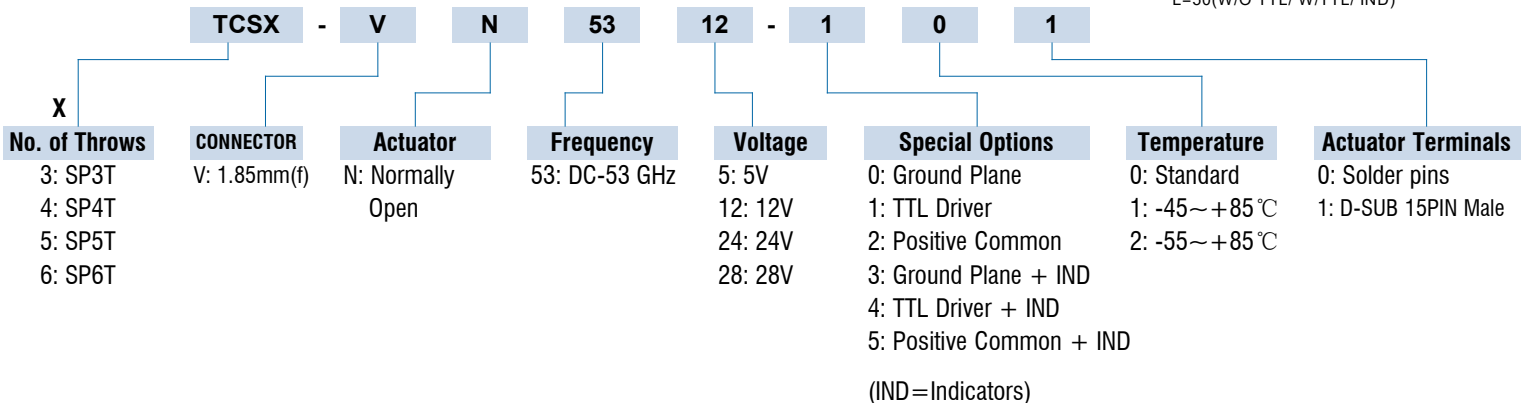 L=50(W/O TTL/ W/TTL/ IND)
TCSX - V N 53 12 - 1 0 1
X
No. of Throws
3: SP3T
4: SP4T
5: SP5T
6: SP6T
CONNECTOR
V: 1.85mm(f)
Actuator
N: Normally
Open
Frequency
53: DC-53 GHz
Voltage
5: 5V
12: 12V
24: 24V
28: 28V
Special Options
0: Ground Plane
1: TTL Driver
2: Positive Common
3: Ground Plane + IND
4: TTL Driver + IND
5: Positive Common + IND
(IND=Indicators)
Temperature
0: Standard
1: -45~+85℃
2: -55~+85℃
Actuator Terminals
0: Solder pins
1: D-SUB 15PIN Male